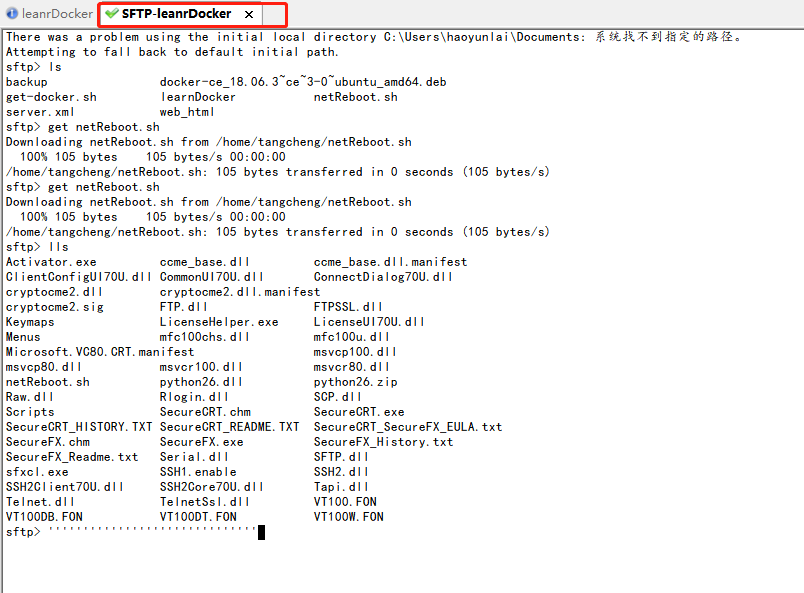 leanrDocker SFTP-leanrDocker ×
There was a problem using the initial local directory C:\Users\haoyunlai\Documents: 系统找不到指定的路径。
Attempting to fall back to default initial path.
sftp> ls
backup docker-ce_18.06.3~ce~3-0~ubuntu_amd64.deb
get-docker.sh learnDocker netReboot.sh
server.xml web_html
sftp> get netReboot.sh
Downloading netReboot.sh from /home/tangcheng/netReboot.sh
100% 105 bytes 105 bytes/s 00:00:00
/home/tangcheng/netReboot.sh: 105 bytes transferred in 0 seconds (105 bytes/s)
sftp> get netReboot.sh
Downloading netReboot.sh from /home/tangcheng/netReboot.sh
100% 105 bytes 105 bytes/s 00:00:00
/home/tangcheng/netReboot.sh: 105 bytes transferred in 0 seconds (105 bytes/s)
sftp> lls
Activator.exe ccme_base.dll ccme_base.dll.manifest
ClientConfigUI70U.dll CommonUI70U.dll ConnectDialog70U.dll
cryptocme2.dll cryptocme2.dll.manifest
cryptocme2.sig FTP.dll FTPSSL.dll
Keymaps LicenseHelper.exe LicenseUI70U.dll
Menus mfc100chs.dll mfc100u.dll
Microsoft.VC80.CRT.manifest msvcp100.dll
msvcp80.dll msvcr100.dll msvcr80.dll
netReboot.sh python26.dll python26.zip
Raw.dll Rlogin.dll SCP.dll
Scripts SecureCRT.chm SecureCRT.exe
SecureCRT_HISTORY.TXT SecureCRT_README.TXT SecureCRT_SecureFX_EULA.txt
SecureFX.chm SecureFX.exe SecureFX_History.txt
SecureFX_Readme.txt Serial.dll SFTP.dll
sfxcl.exe SSH1.enable SSH2.dll
SSH2Client70U.dll SSH2Core70U.dll Tapi.dll
Telnet.dll TelnetSsl.dll VT100.FON
VT100DB.FON VT100DT.FON VT100W.FON
sftp> ''''''''''''''''''''''''''''''